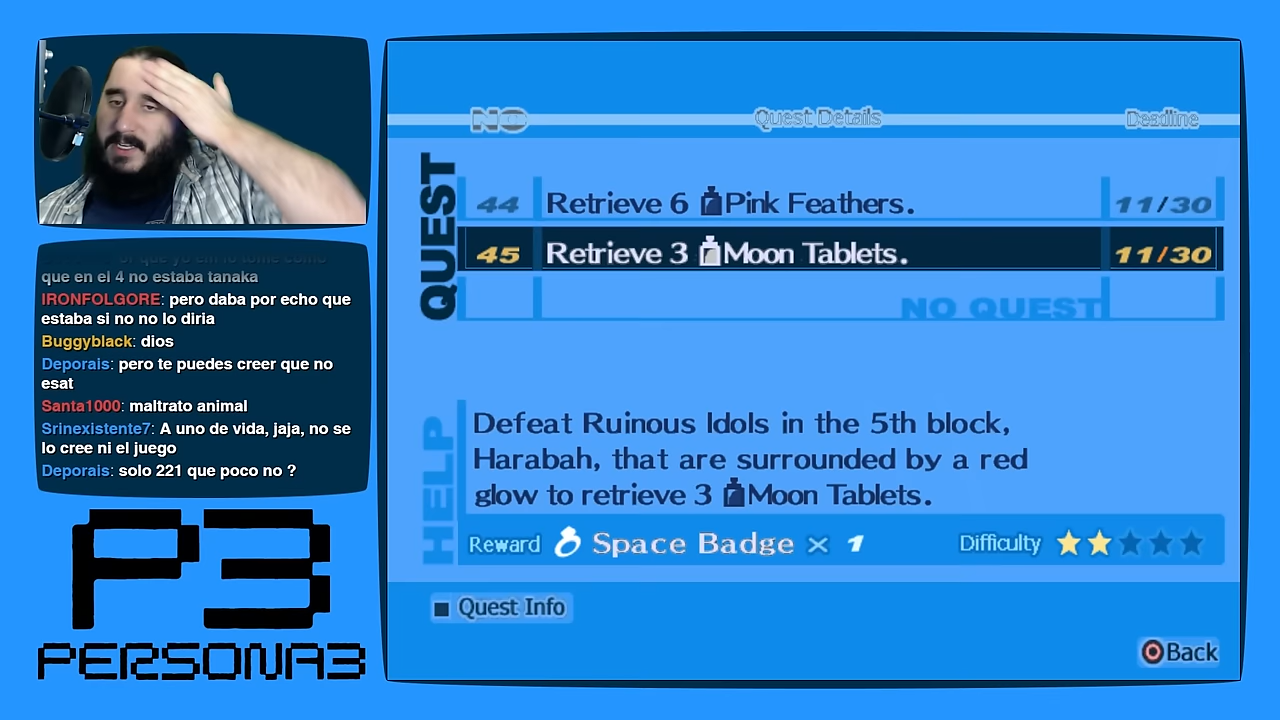 NO Quest Details Deadline
QUEST
44 Retrieve 6 Pink Feathers. 11/30
45 Retrieve 3 Moon Tablets. 11/30
NO QUEST
HELP
Defeat Ruinous Idols in the 5th block,
Harabah, that are surrounded by a red
glow to retrieve 3 Moon Tablets.
Reward Space Badge × 1 Difficulty
Quest Info
Back
que en el 4 no estaba tanaka
IRONFOLGORE: pero daba por echo que
estaba si no no lo diria
Buggyblack: dios
Deporais: pero te puedes creer que no
esat
Santa1000: maltrato animal
Srinexistente7: A uno de vida, jaja, no se
lo cree ni el juego
Deporais: solo 221 que poco no ?
P3
PERSONA3